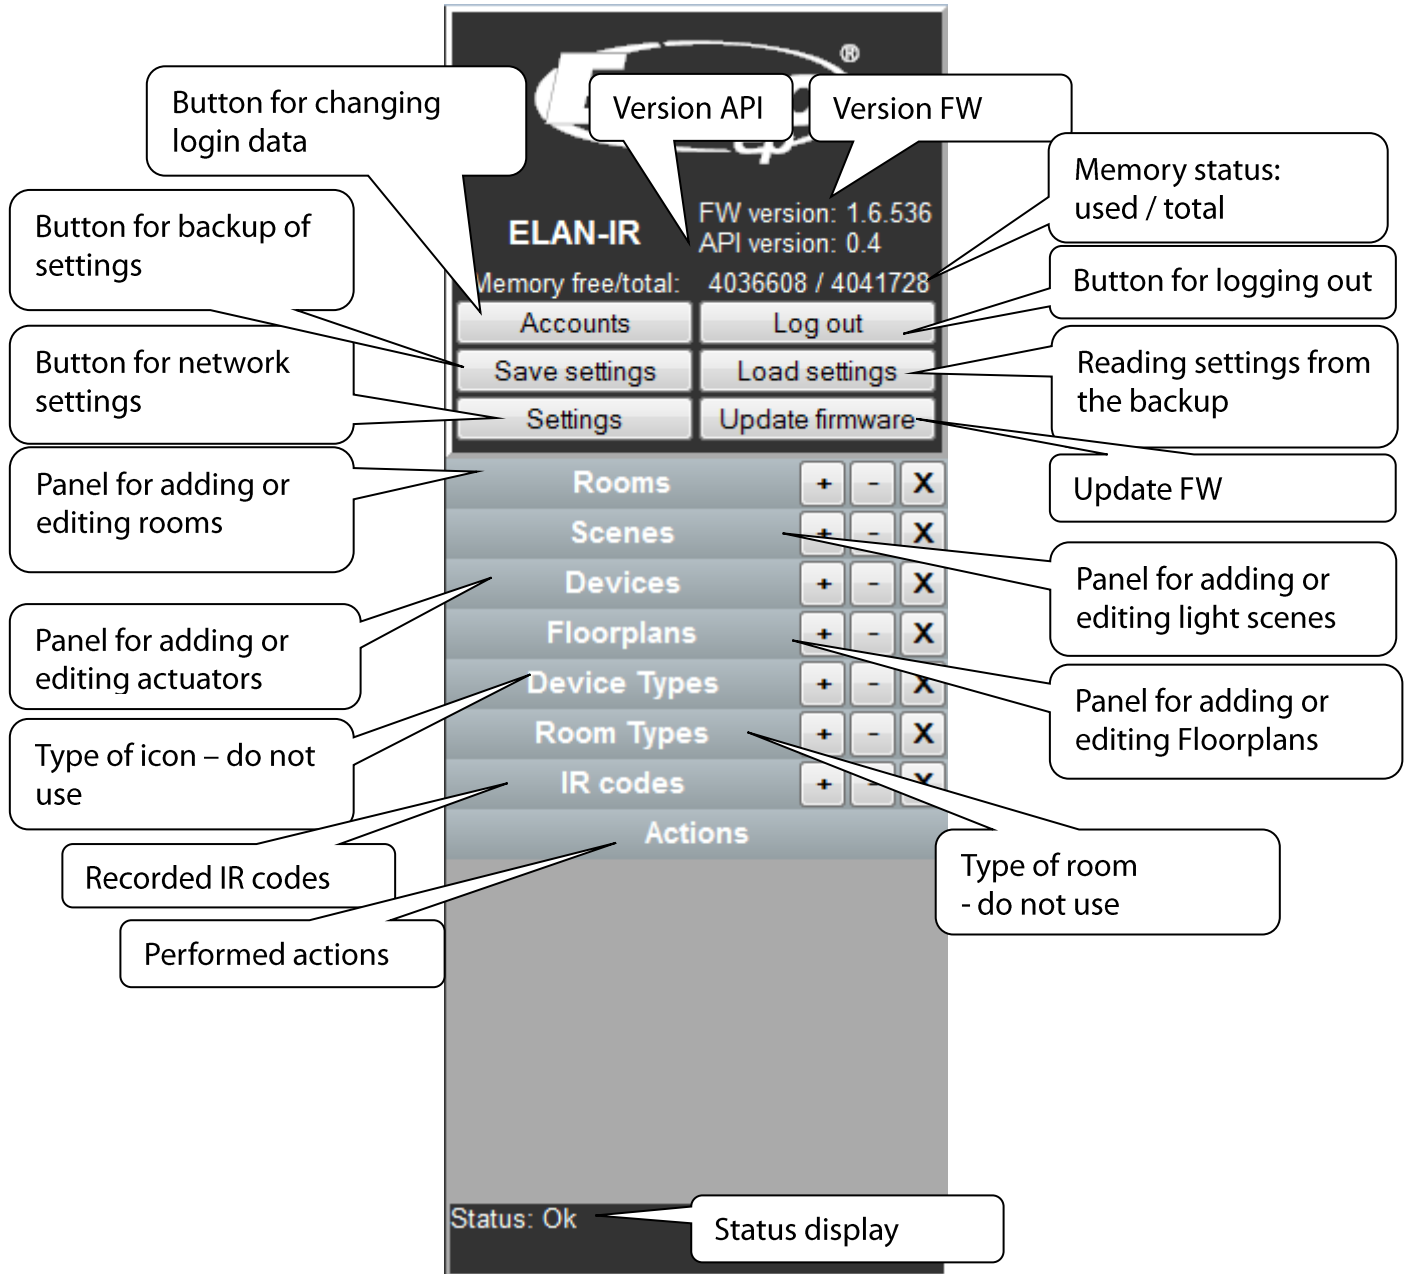 ®
Button for changing
login data
Version API
Version FW
Memory status:
used / total
Button for backup of
settings
ELAN-IR
FW version: 1.6.536
API version: 0.4
Memory free/total: 4036608 / 4041728
Button for logging out
Accounts
Log out
Button for network
settings
Save settings
Load settings
Reading settings from
the backup
Settings
Update firmware
Panel for adding or
editing rooms
Rooms + - X
Update FW
Scenes + - X
Devices + - X
Panel for adding or
editing light scenes
Panel for adding or
editing actuators
Floorplans + - X
Device Types + - X
Panel for adding or
editing Floorplans
Type of icon – do not
use
Room Types + - X
IR codes + - X
Actions
Recorded IR codes
Type of room
- do not use
Performed actions
Status: Ok
Status display